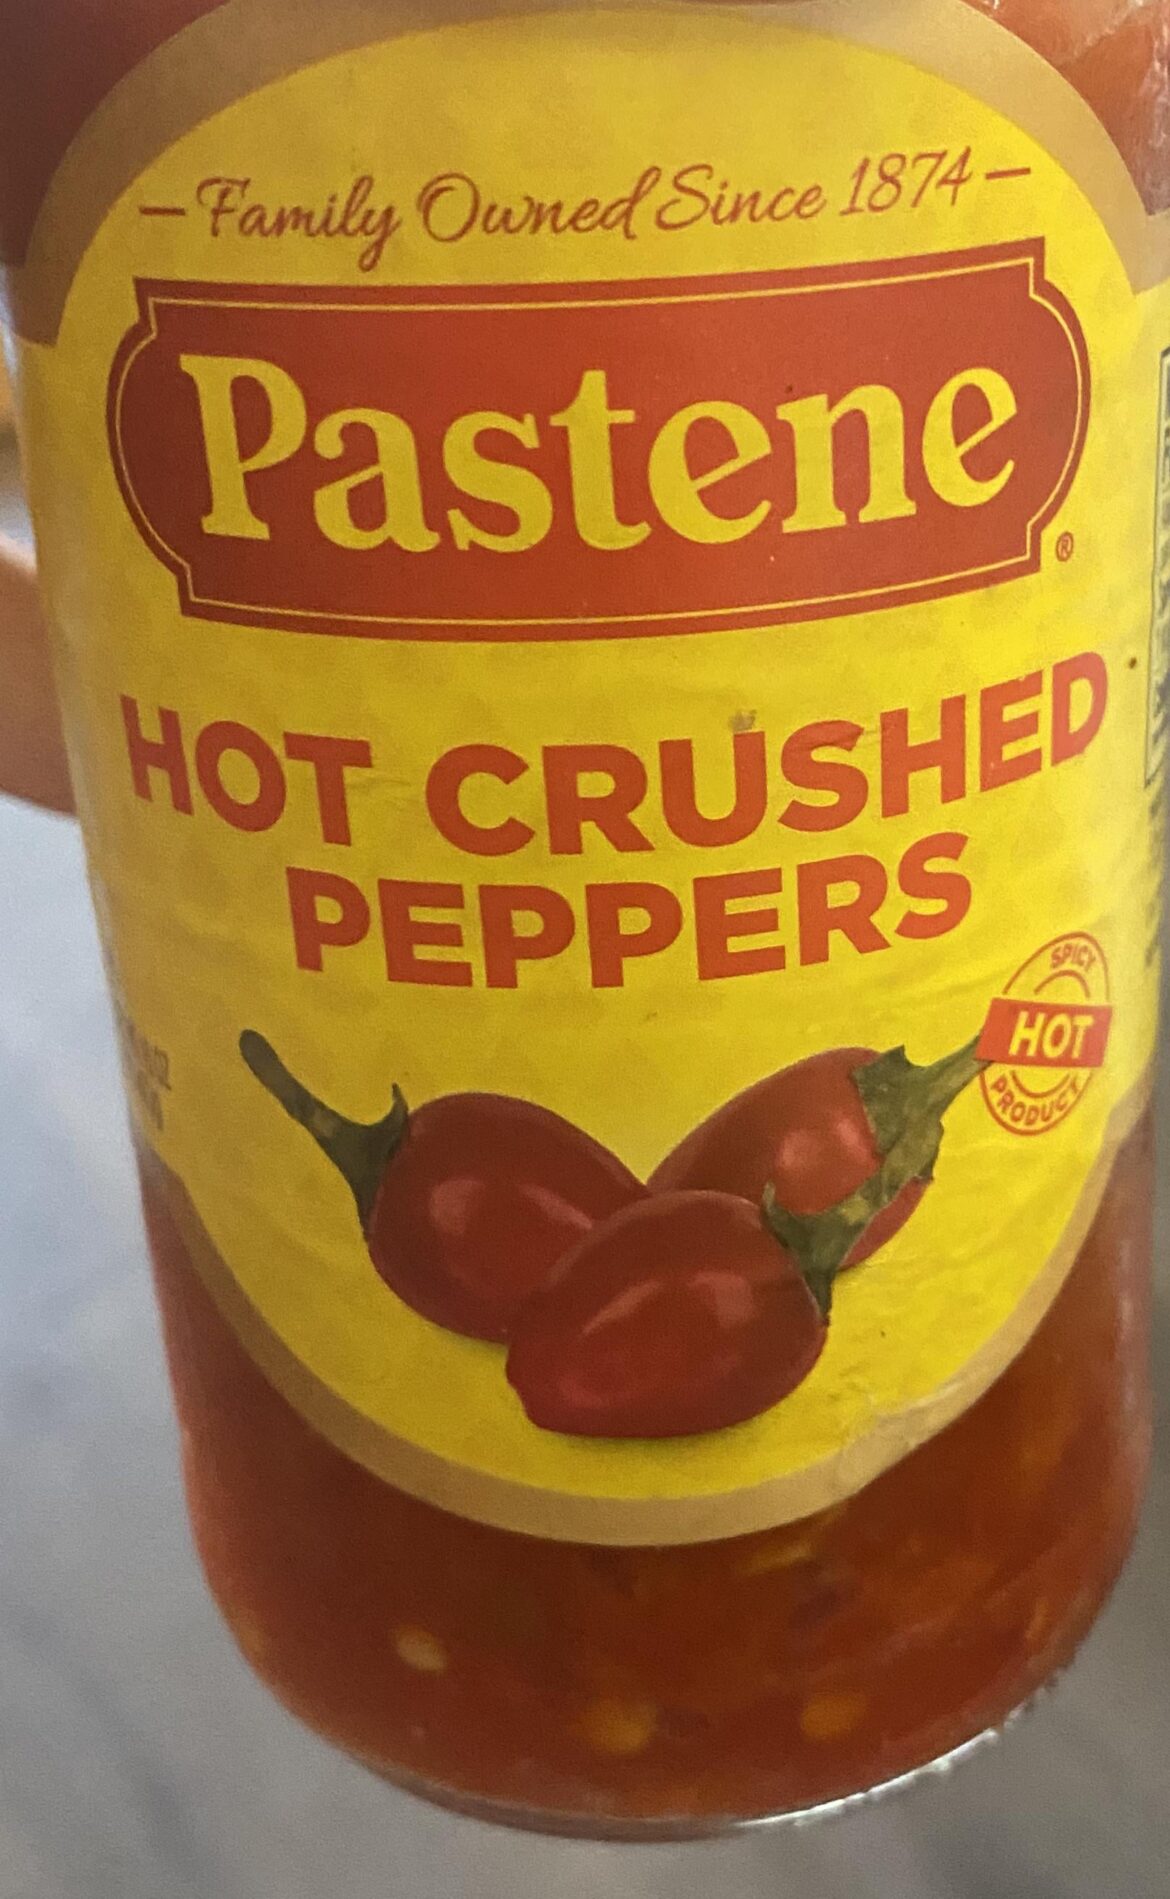 Family Owned Since 1874
Pastene®
HOT CRUSHED
PEPPERS
SPICY
HOT
PRODUCT